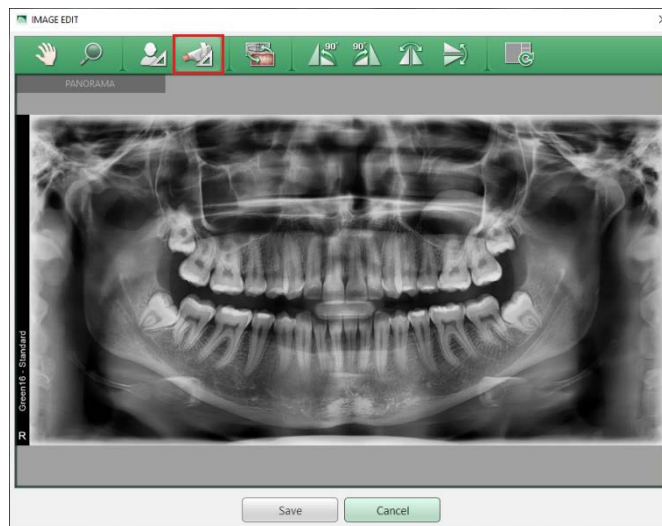 IMAGE EDIT
90°
90°
PANORAMA
Green16 - Standard
R
Save
Cancel